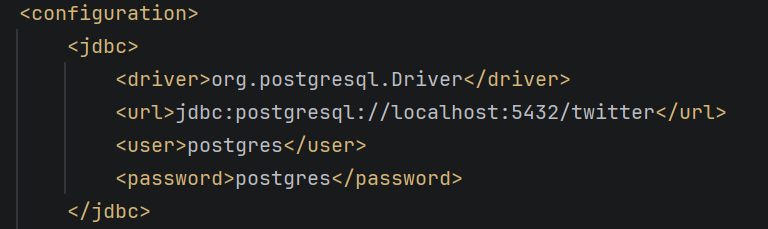 <configuration>
<jdbc>
<driver>org.postgresql.Driver</driver>
<url>jdbc:postgresql://localhost:5432/twitter</url>
<user>postgres</user>
<password>postgres</password>
</jdbc>